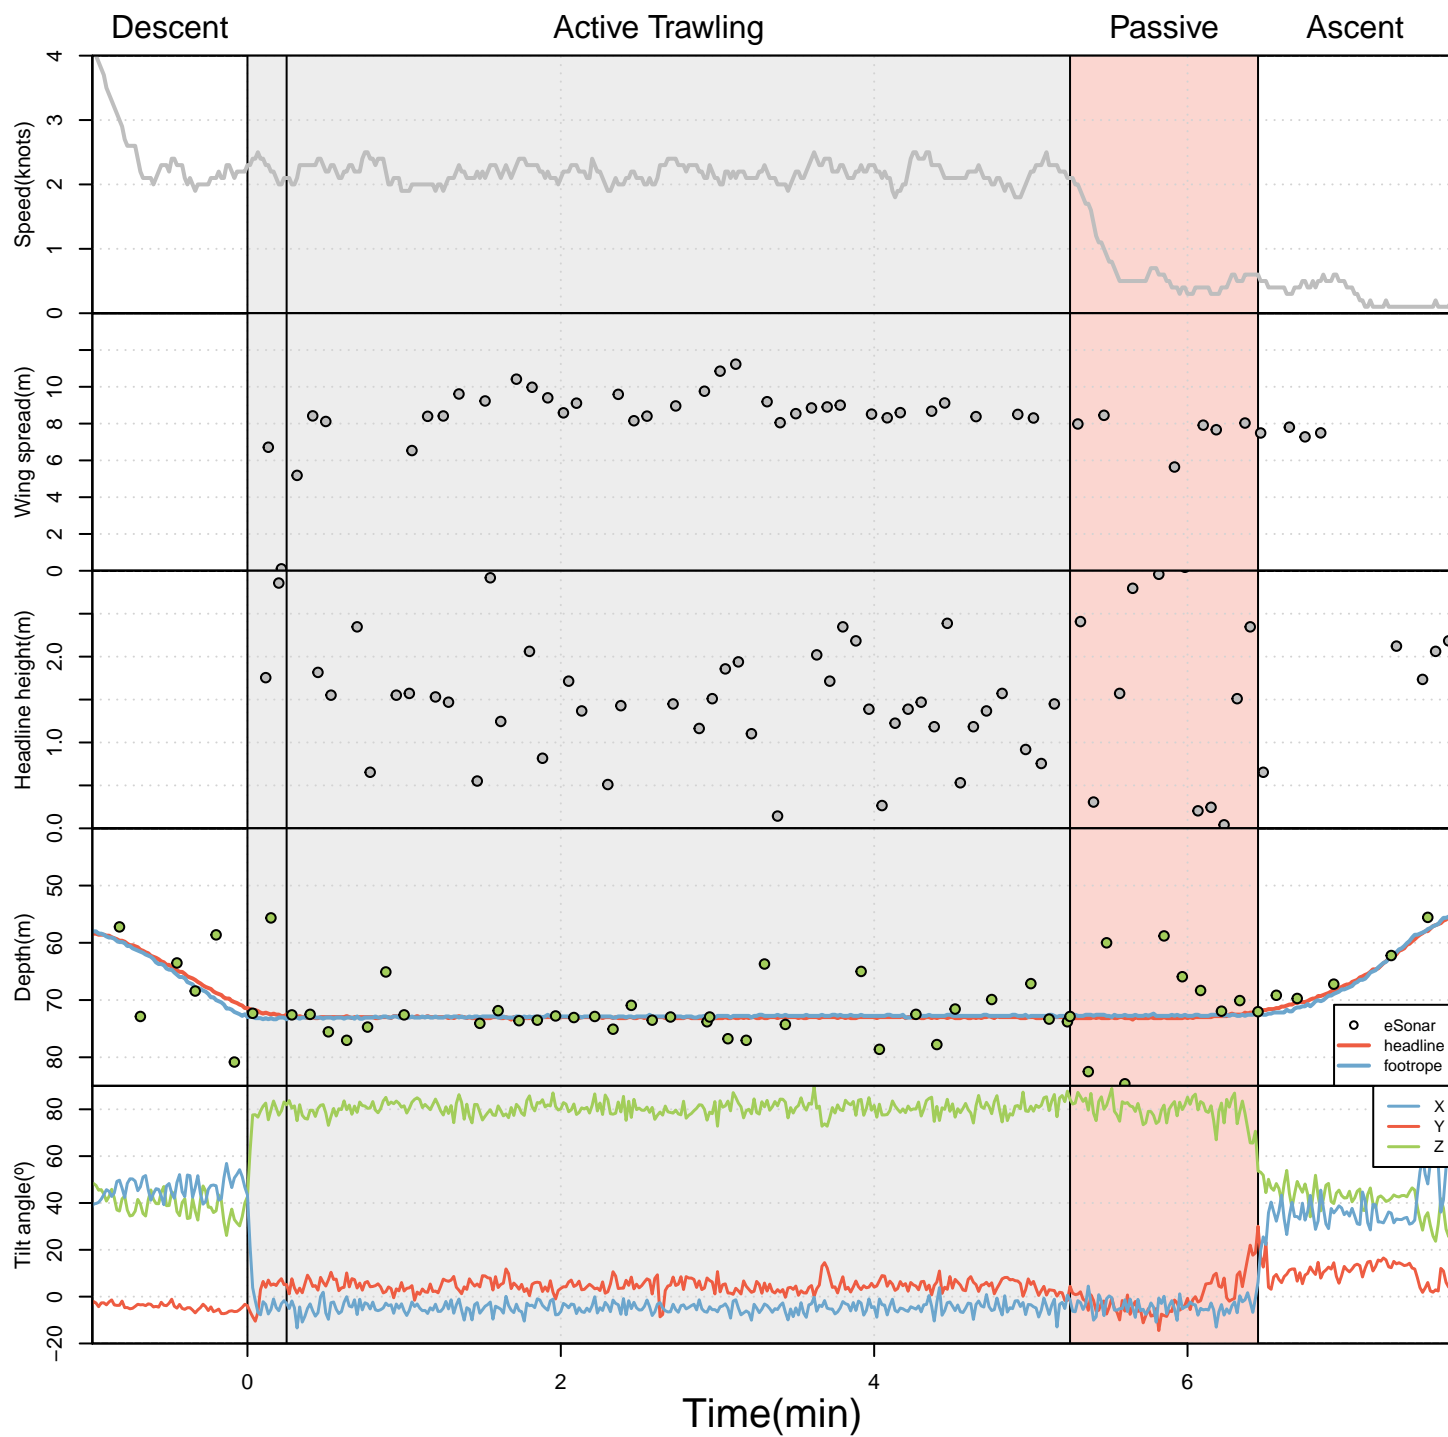 Descent Active Trawling Passive Ascent
Speed(knots)
4
3
2
1
0
Wing spread(m)
10
8
6
4
2
0
Headline height(m)
2.0
1.0
0.0
Depth(m)
50
60
70
80
eSonar
headline
footrope
Tilt angle(º)
80
60
40
20
0
−20
X
Y
Z
0 2 4 6
Time(min)